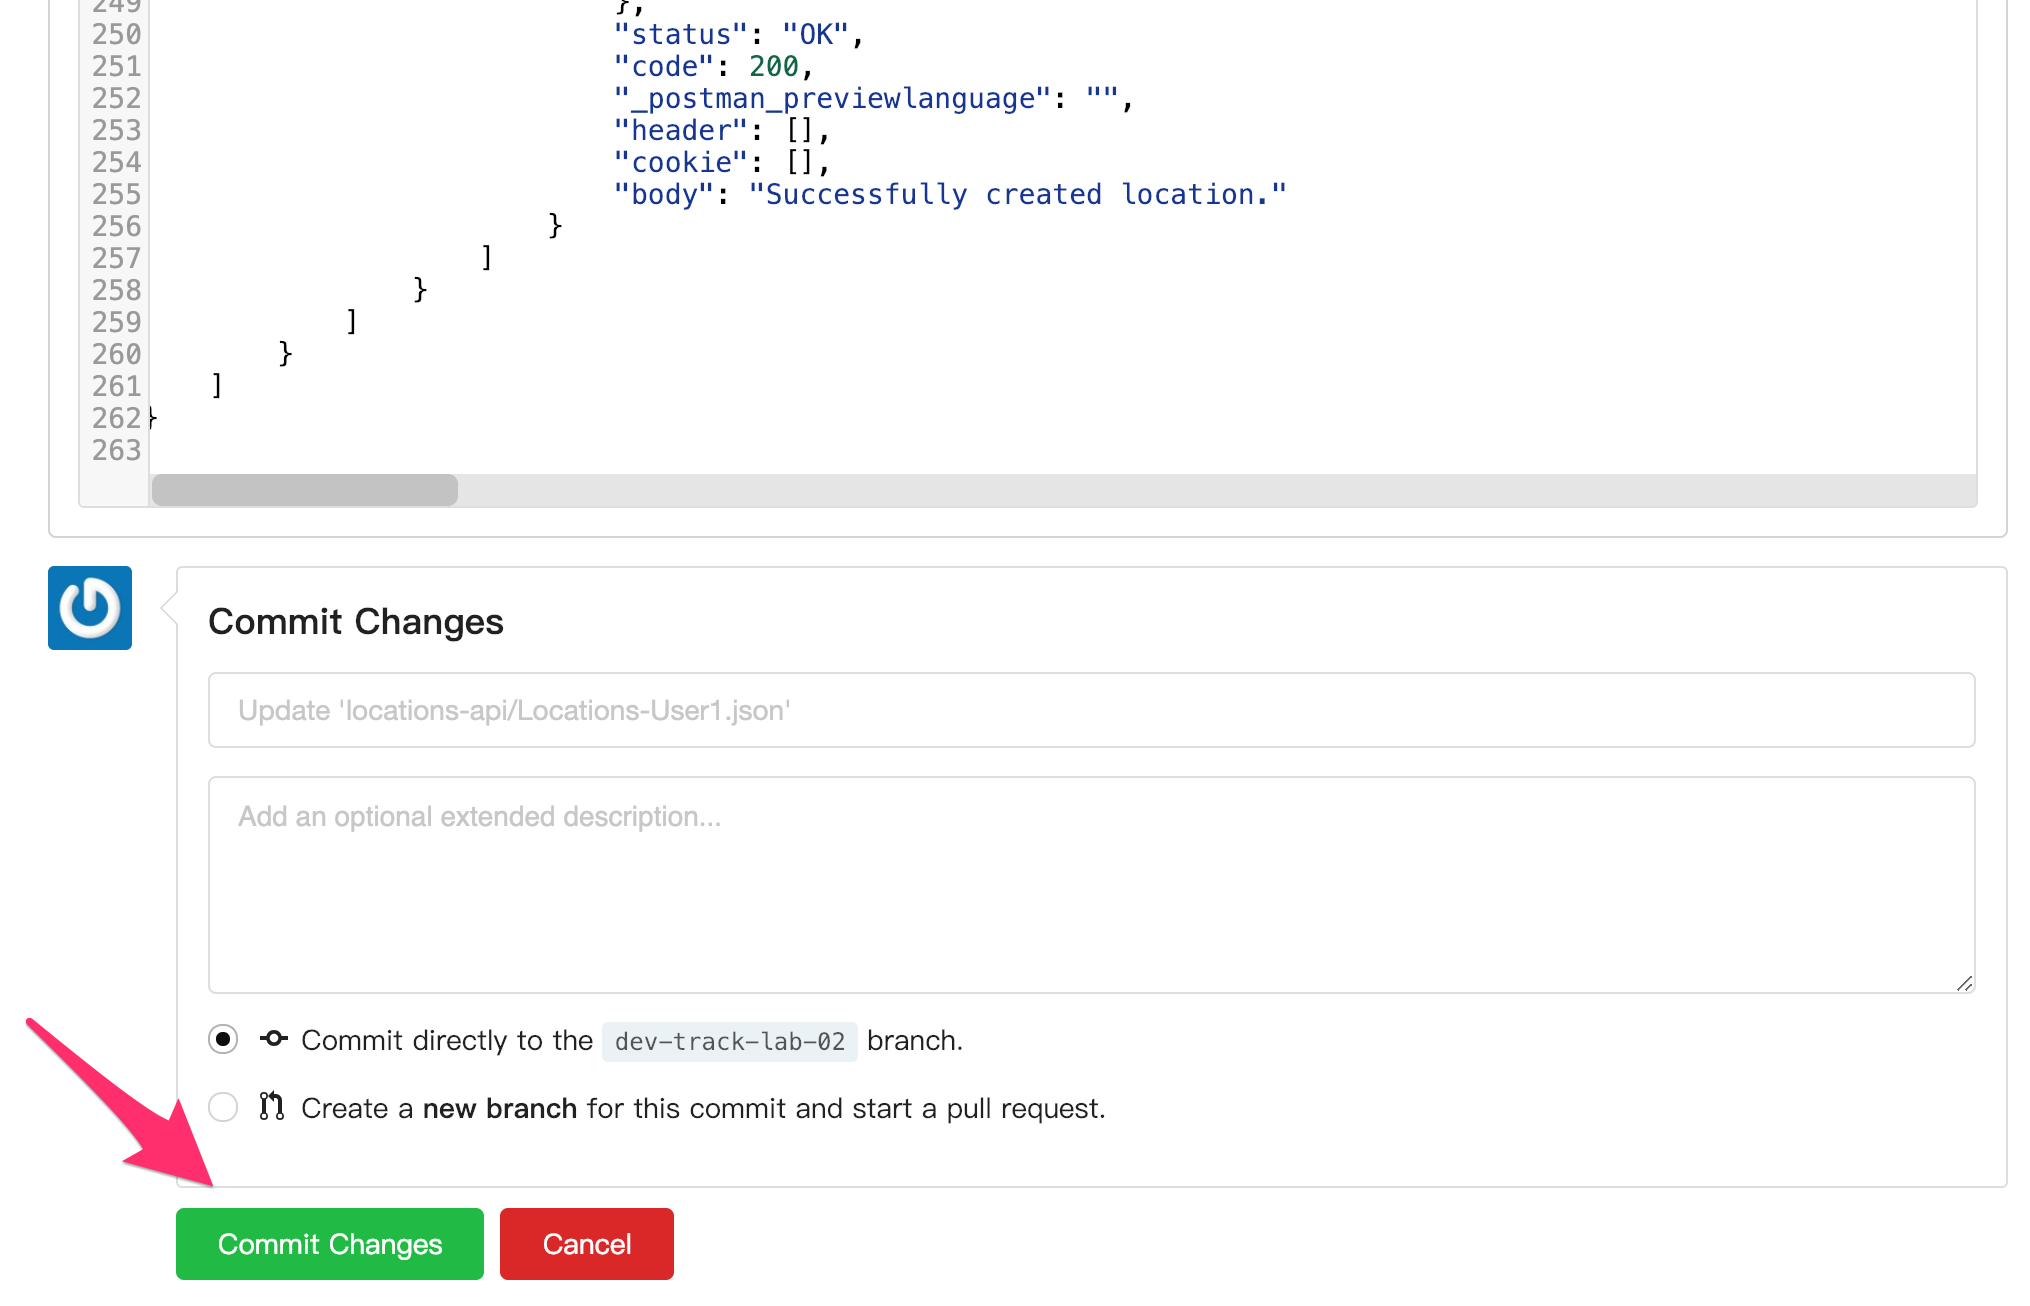 249 },
250 "status": "OK",
251 "code": 200,
252 "_postman_previewlanguage": "",
253 "header": [],
254 "cookie": [],
255 "body": "Successfully created location."
256 }
257 ]
258 }
259 ]
260 }
261 ]
262 }
263
Commit Changes
Update 'locations-api/Locations-User1.json'
Add an optional extended description...
Commit directly to the dev-track-lab-02 branch.
Create a new branch for this commit and start a pull request.
Commit Changes Cancel